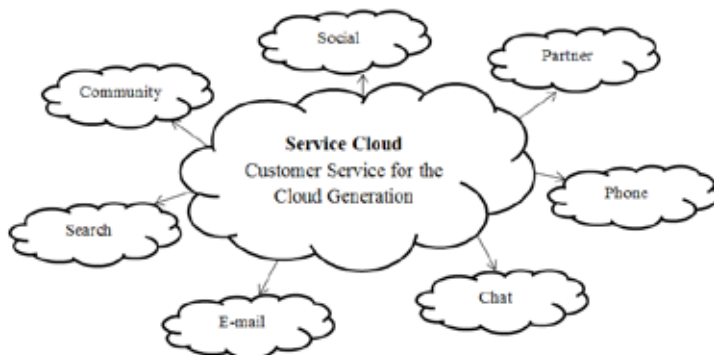 Social
Partner
Community
Service Cloud
Customer Service for the
Cloud Generation
Phone
Search
Chat
E-mail